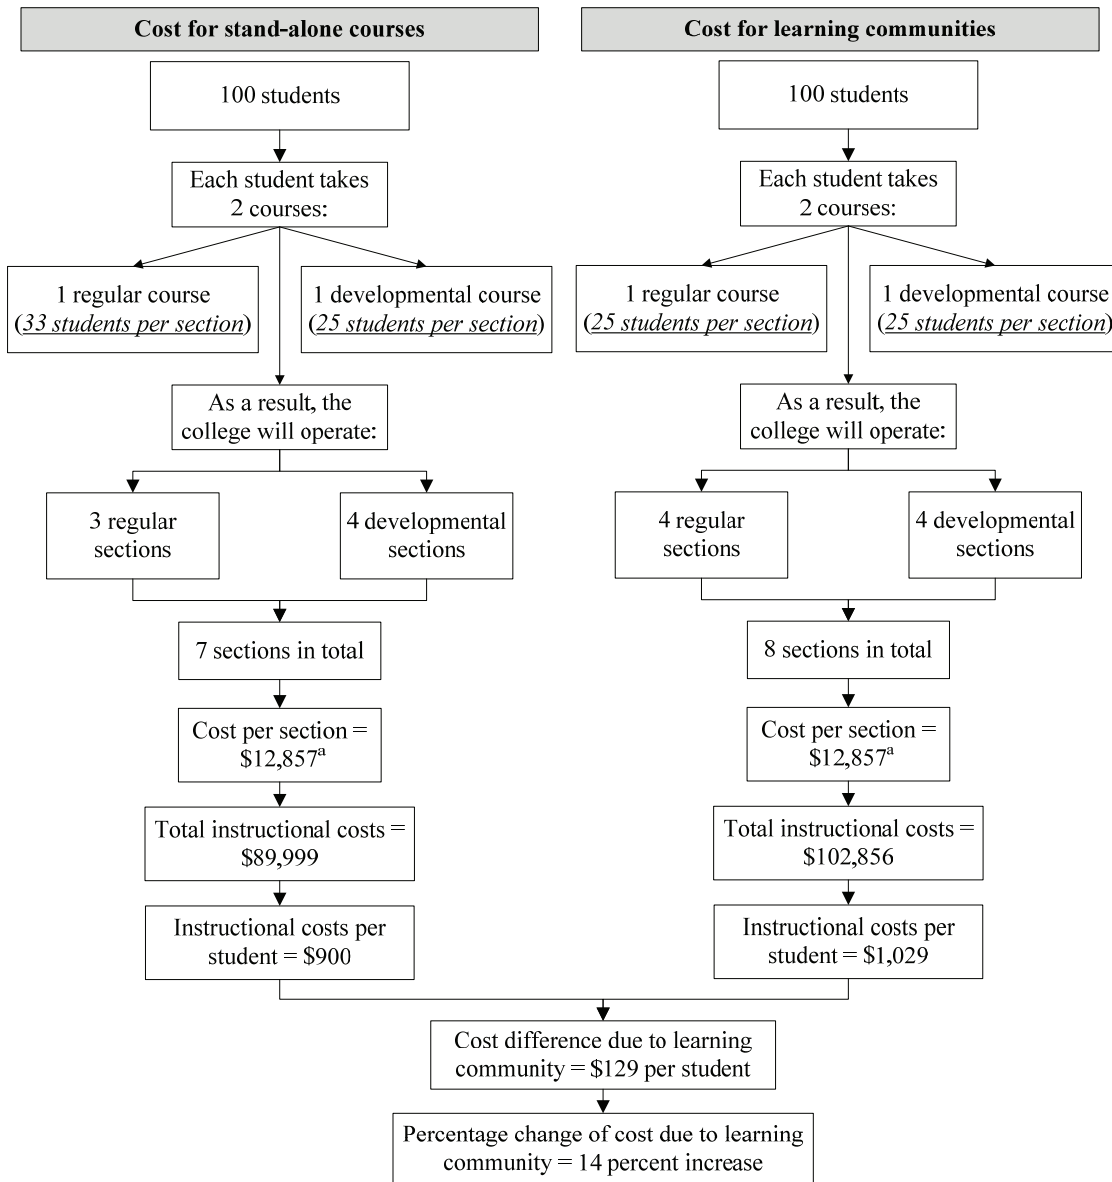 Cost for stand-alone courses
100 students
Each student takes
2 courses:
1 regular course
(33 students per section)
1 developmental course
(25 students per section)
As a result, the
college will operate:
3 regular
sections
4 developmental
sections
7 sections in total
Cost per section =
$12,857ᵃ
Total instructional costs =
$89,999
Instructional costs per
student = $900
Cost for learning communities
100 students
Each student takes
2 courses:
1 regular course
(25 students per section)
1 developmental course
(25 students per section)
As a result, the
college will operate:
4 regular
sections
4 developmental
sections
8 sections in total
Cost per section =
$12,857ᵃ
Total instructional costs =
$102,856
Instructional costs per
student = $1,029
Cost difference due to learning
community = $129 per student
Percentage change of cost due to learning
community = 14 percent increase